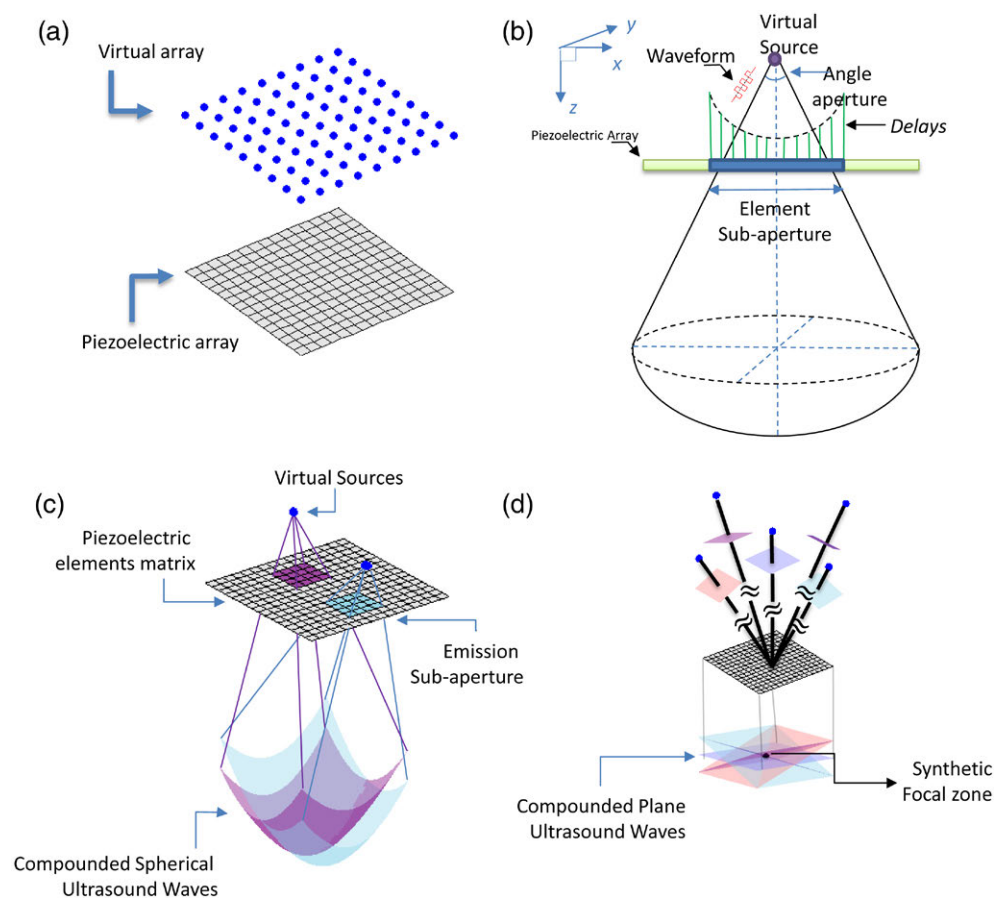 (a)
Virtual array
Piezoelectric array
(b)
y
x
z
Virtual
Source
Waveform
Angle
aperture
Piezoelectric Array
Delays
Element
Sub-aperture
(c)
Virtual Sources
Piezoelectric
elements matrix
Emission
Sub-aperture
Compounded Spherical
Ultrasound Waves
(d)
Compounded Plane
Ultrasound Waves
Synthetic
Focal zone